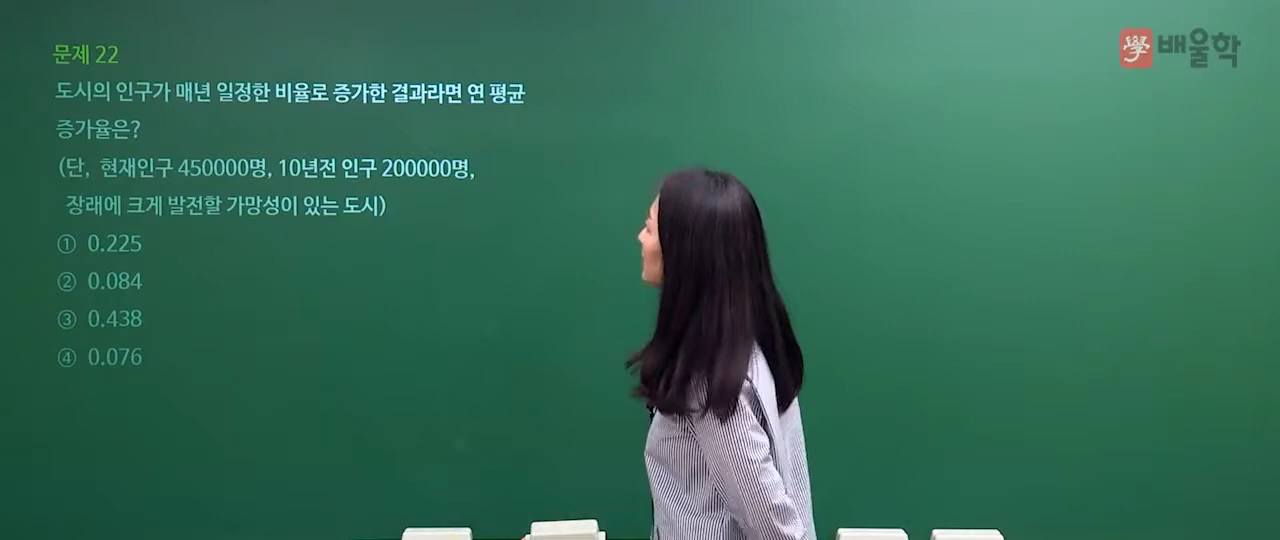 문제 22
도시의 인구가 매년 일정한 비율로 증가한 결과라면 연 평균
증가율은?
(단, 현재인구 450000명, 10년전 인구 200000명,
장래에 크게 발전할 가망성이 있는 도시)
① 0.225
② 0.084
③ 0.438
④ 0.076
學 배울학